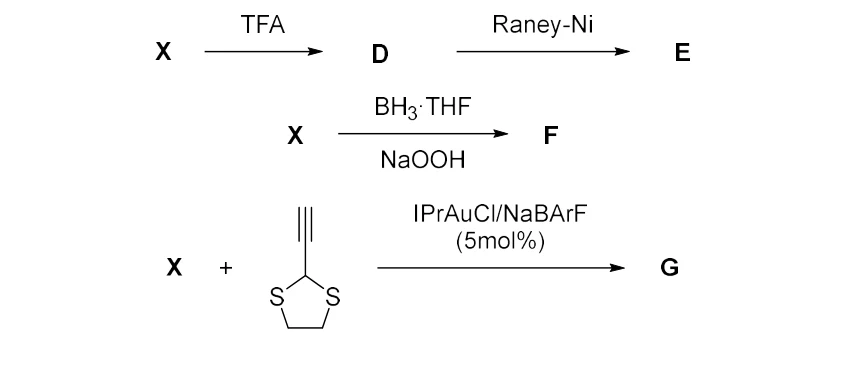 X TFA D Raney-Ni E
BH₃·THF
X F
NaOOH
IPrAuCl/NaBArF
(5mol%)
X + G
S S